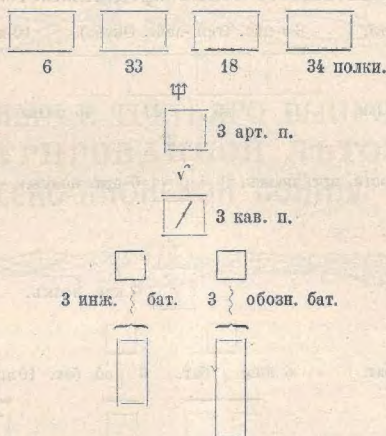 6 33 18 34 полки.
3 арт. п.
3 кав. п.
3 инж. бат. 3 обозн. бат.